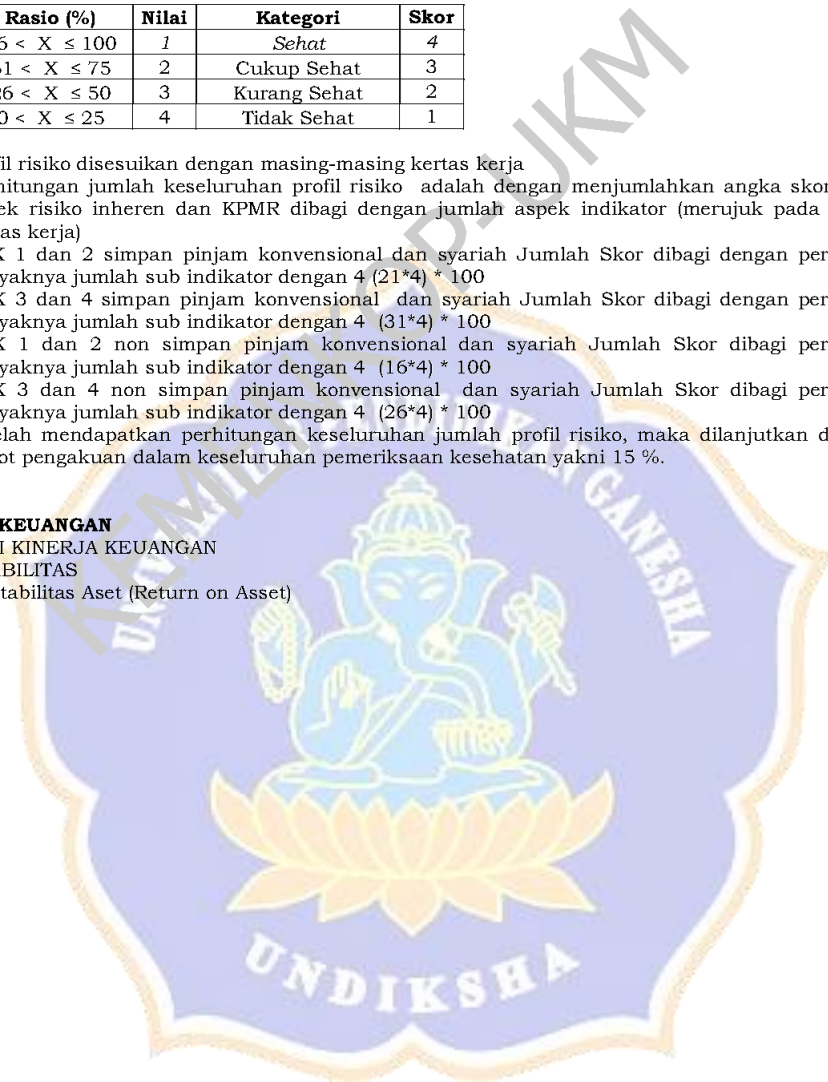 Rasio (%) Nilai Kategori Skor
6 < X ≤ 100 1 Sehat 4
51 < X ≤ 75 2 Cukup Sehat 3
26 < X ≤ 50 3 Kurang Sehat 2
0 < X ≤ 25 4 Tidak Sehat 1
fil risiko disesuikan dengan masing-masing kertas kerja
hitungan jumlah keseluruhan profil risiko adalah dengan menjumlahkan angka skor
ek risiko inheren dan KPMR dibagi dengan jumlah aspek indikator (merujuk pada
as kerja)
K 1 dan 2 simpan pinjam konvensional dan syariah Jumlah Skor dibagi dengan per
yaknya jumlah sub indikator dengan 4 (21*4) * 100
K 3 dan 4 simpan pinjam konvensional dan syariah Jumlah Skor dibagi dengan per
yaknya jumlah sub indikator dengan 4 (31*4) * 100
K 1 dan 2 non simpan pinjam konvensional dan syariah Jumlah Skor dibagi per
yaknya jumlah sub indikator dengan 4 (16*4) * 100
K 3 dan 4 non simpan pinjam konvensional dan syariah Jumlah Skor dibagi per
yaknya jumlah sub indikator dengan 4 (26*4) * 100
elah mendapatkan perhitungan keseluruhan jumlah profil risiko, maka dilanjutkan d
ot pengakuan dalam keseluruhan pemeriksaan kesehatan yakni 15 %.
KEUANGAN
I KINERJA KEUANGAN
ABILITAS
tabilitas Aset (Return on Asset)
UNDIKSHA
GANESHA